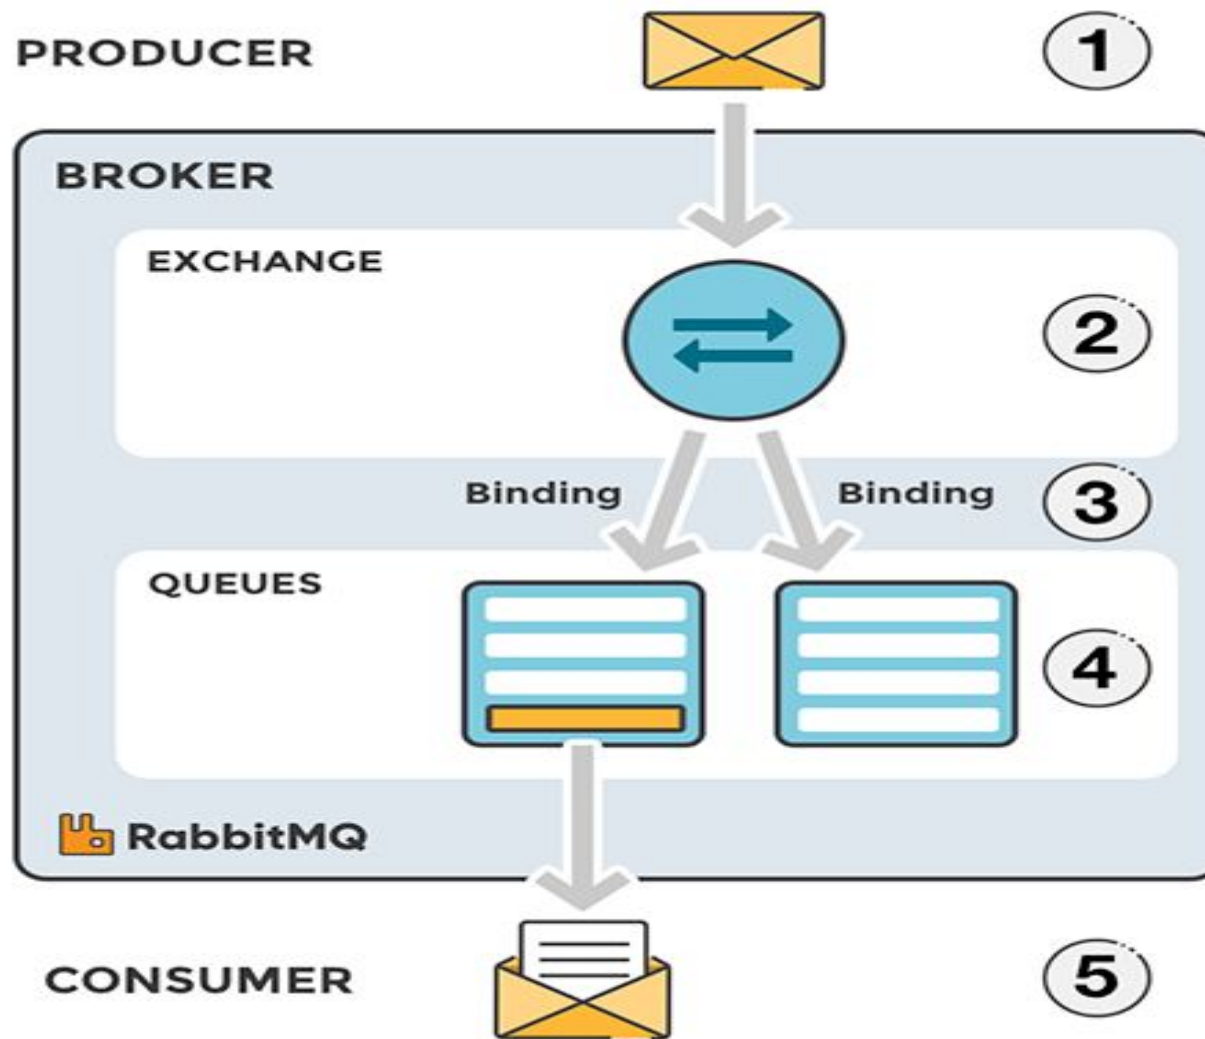 PRODUCER 1
BROKER
EXCHANGE
2
Binding Binding 3
QUEUES
4
RabbitMQ
CONSUMER 5